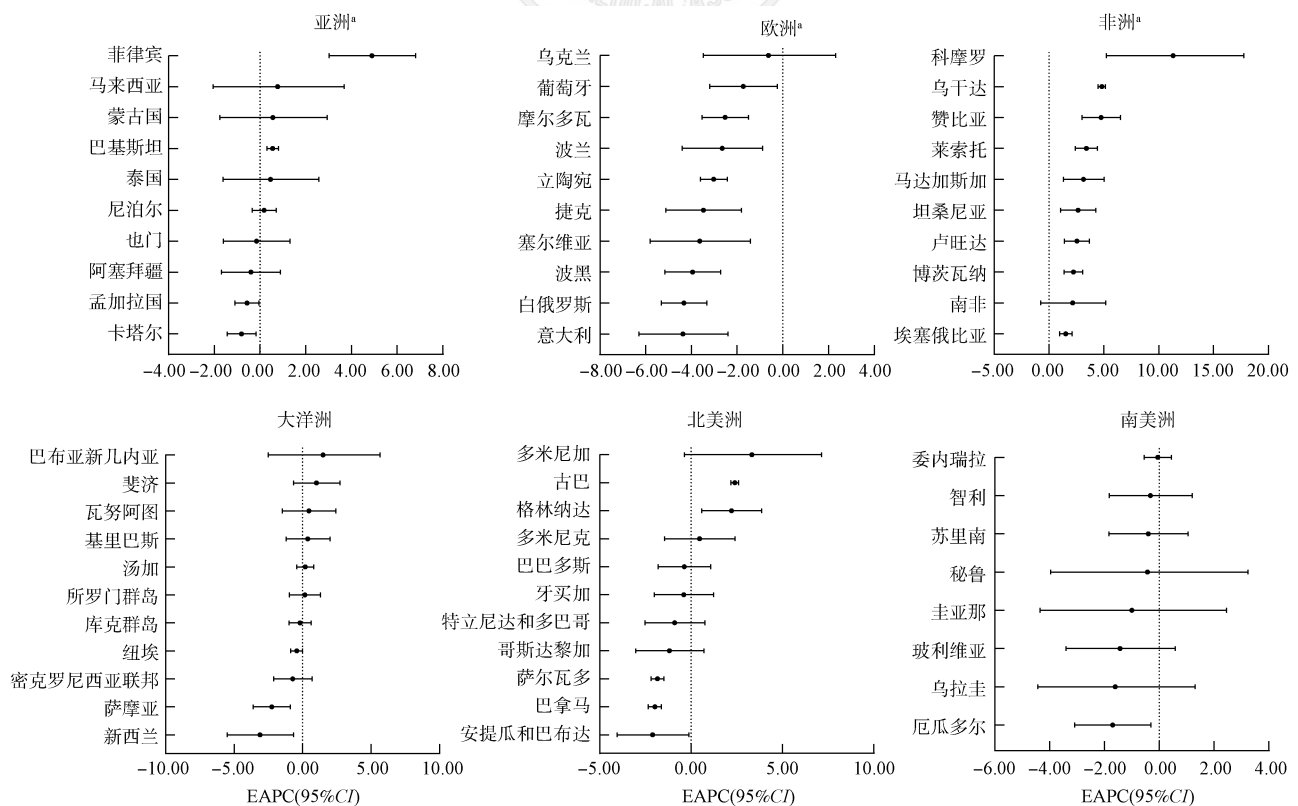 亚洲a
菲律宾
马来西亚
蒙古国
巴基斯坦
泰国
尼泊尔
也门
阿塞拜疆
孟加拉国
卡塔尔
−4.00 −2.00 0.00 2.00 4.00 6.00 8.00
欧洲a
乌克兰
葡萄牙
摩尔多瓦
波兰
立陶宛
捷克
塞尔维亚
波黑
白俄罗斯
意大利
−8.00 −6.00 −4.00 −2.00 0.00 2.00 4.00
非洲a
科摩罗
乌干达
赞比亚
莱索托
马达加斯加
坦桑尼亚
卢旺达
博茨瓦纳
南非
埃塞俄比亚
−5.00 0.00 5.00 10.00 15.00 20.00
大洋洲
巴布亚新几内亚
斐济
瓦努阿图
基里巴斯
汤加
所罗门群岛
库克群岛
纽埃
密克罗尼西亚联邦
萨摩亚
新西兰
−10.00 −5.00 0.00 5.00 10.00
EAPC(95%CI)
北美洲
多米尼加
古巴
格林纳达
多米尼克
巴巴多斯
牙买加
特立尼达和多巴哥
哥斯达黎加
萨尔瓦多
巴拿马
安提瓜和巴布达
−5.00 0.00 5.00 10.00
EAPC(95%CI)
南美洲
委内瑞拉
智利
苏里南
秘鲁
圭亚那
玻利维亚
乌拉圭
厄瓜多尔
−6.00 −4.00 −2.00 0.00 2.00 4.00
EAPC(95%CI)